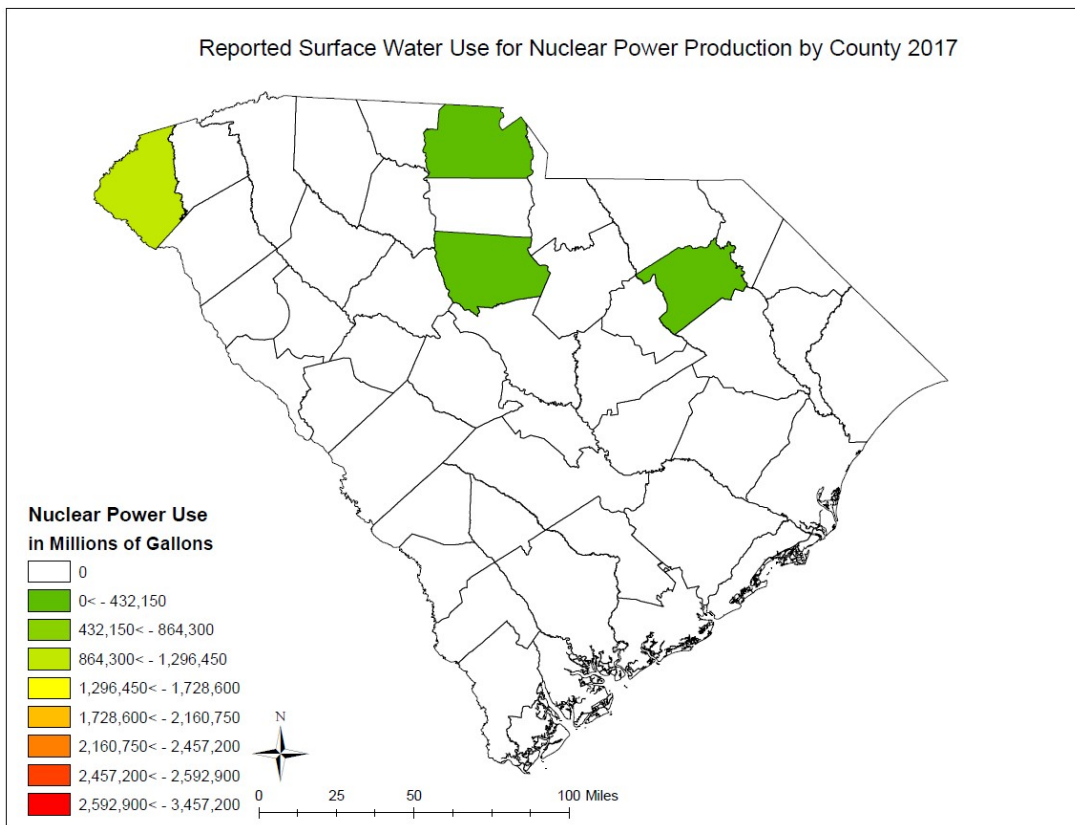 Reported Surface Water Use for Nuclear Power Production by County 2017
Nuclear Power Use
in Millions of Gallons
0
0< - 432,150
432,150< - 864,300
864,300< - 1,296,450
1,296,450< - 1,728,600
1,728,600< - 2,160,750
2,160,750< - 2,457,200
2,457,200< - 2,592,900
2,592,900< - 3,457,200
N
0 25 50 100 Miles